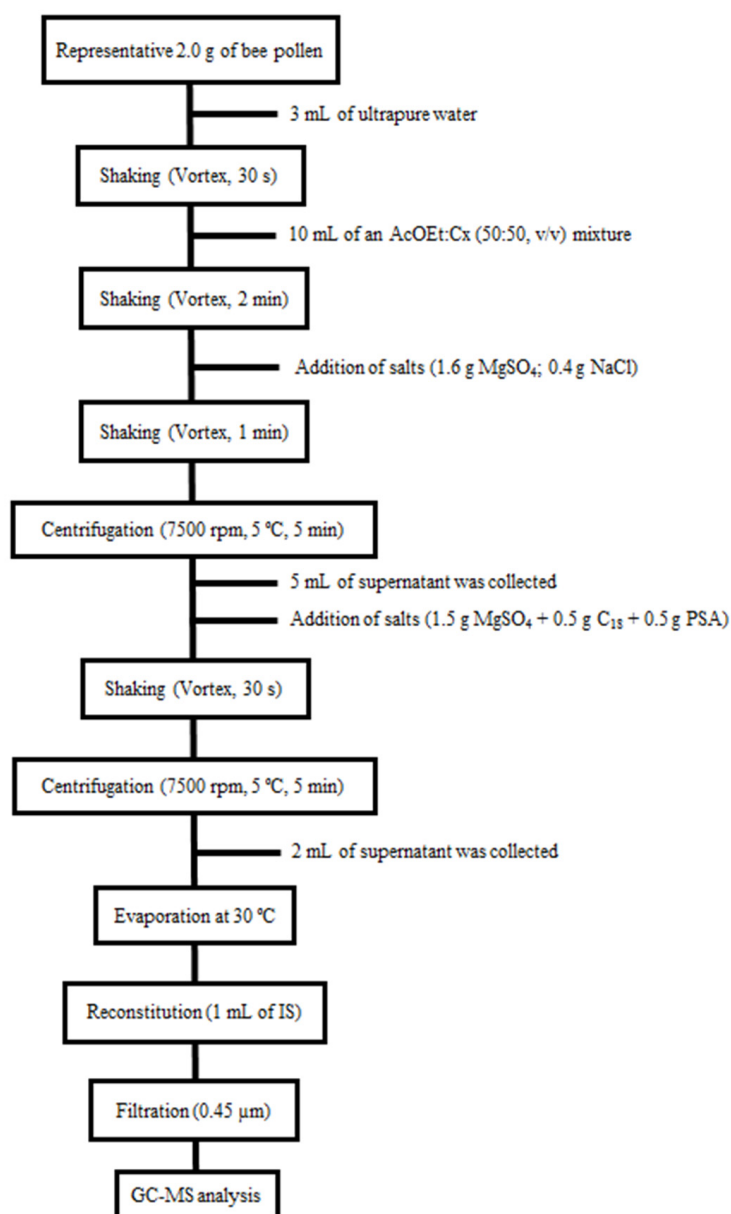 Representative 2.0 g of bee pollen
3 mL of ultrapure water
Shaking (Vortex, 30 s)
10 mL of an AcOEt:Cx (50:50, v/v) mixture
Shaking (Vortex, 2 min)
Addition of salts (1.6 g MgSO₄; 0.4 g NaCl)
Shaking (Vortex, 1 min)
Centrifugation (7500 rpm, 5 ºC, 5 min)
5 mL of supernatant was collected
Addition of salts (1.5 g MgSO₄ + 0.5 g C₁₈ + 0.5 g PSA)
Shaking (Vortex, 30 s)
Centrifugation (7500 rpm, 5 ºC, 5 min)
2 mL of supernatant was collected
Evaporation at 30 ºC
Reconstitution (1 mL of IS)
Filtration (0.45 µm)
GC-MS analysis